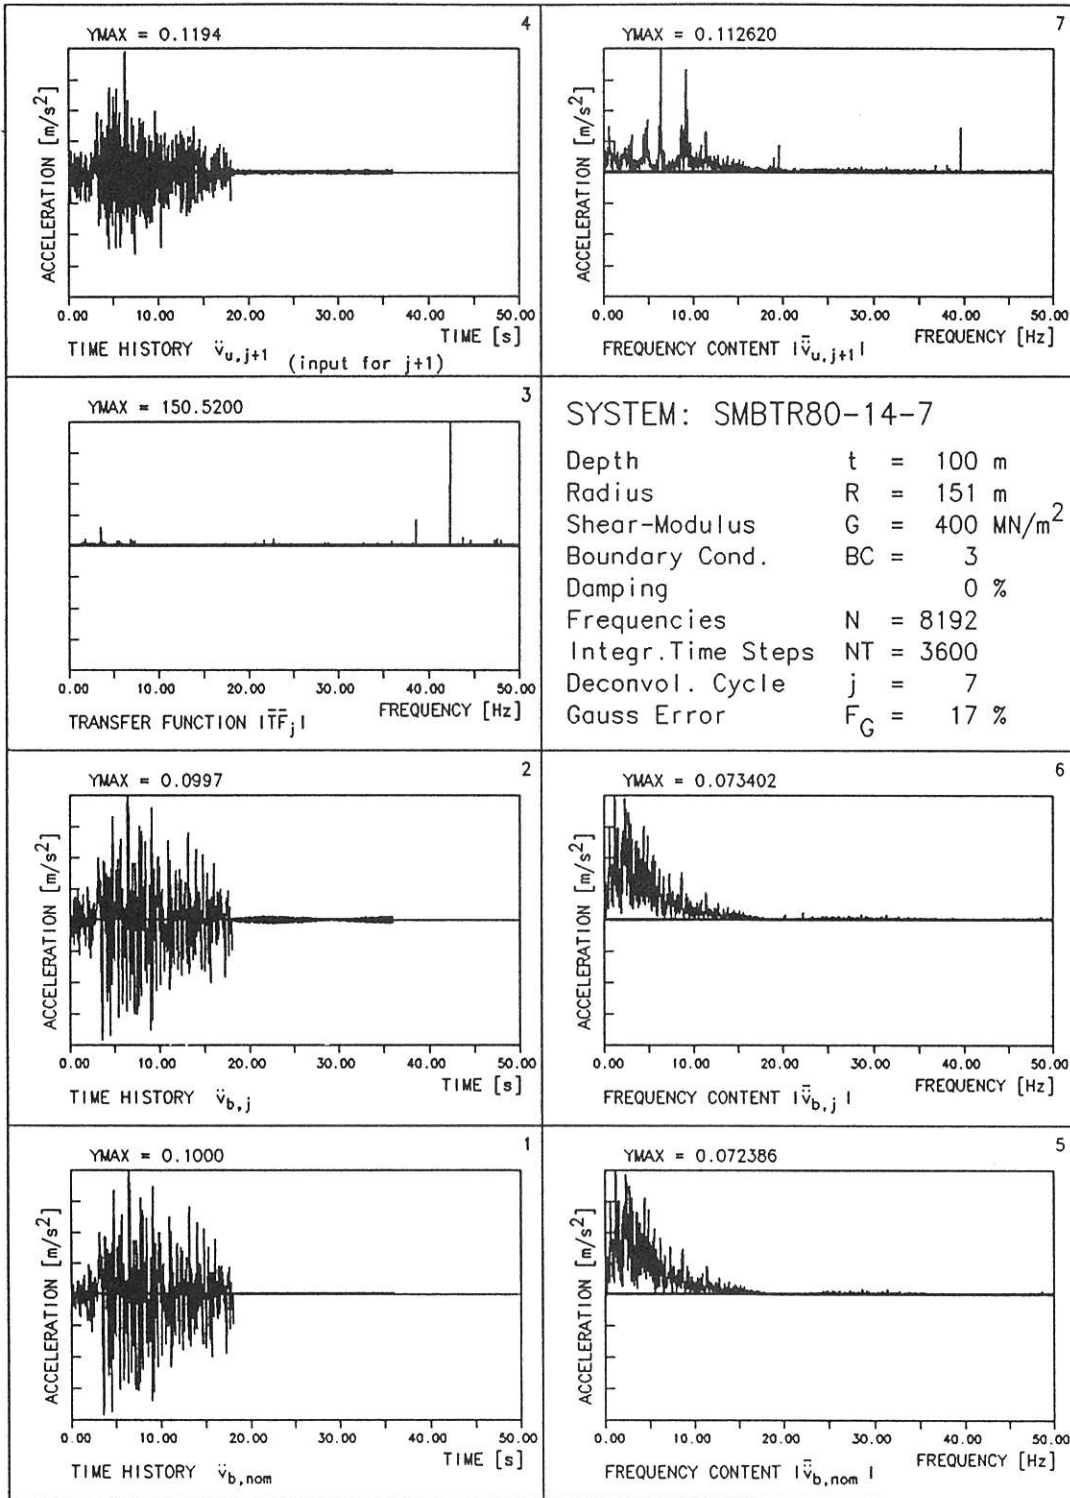 4
YMAX = 0.1194
ACCELERATION [m/s²]
0.00 10.00 20.00 30.00 40.00 50.00
TIME [s]
TIME HISTORY v̈u,j+1 (input for j+1)
7
YMAX = 0.112620
ACCELERATION [m/s²]
0.00 10.00 20.00 30.00 40.00 50.00
FREQUENCY [Hz]
FREQUENCY CONTENT |v̈̄u,j+1|
3
YMAX = 150.5200
0.00 10.00 20.00 30.00 40.00 50.00
FREQUENCY [Hz]
TRANSFER FUNCTION |T̄F̄j|
SYSTEM: SMBTR80-14-7
Depth t = 100 m
Radius R = 151 m
Shear-Modulus G = 400 MN/m²
Boundary Cond. BC = 3
Damping 0 %
Frequencies N = 8192
Integr.Time Steps NT = 3600
Deconvol. Cycle j = 7
Gauss Error FG = 17 %
2
YMAX = 0.0997
ACCELERATION [m/s²]
0.00 10.00 20.00 30.00 40.00 50.00
TIME [s]
TIME HISTORY v̈b,j
6
YMAX = 0.073402
ACCELERATION [m/s²]
0.00 10.00 20.00 30.00 40.00 50.00
FREQUENCY [Hz]
FREQUENCY CONTENT |v̈̄b,j|
1
YMAX = 0.1000
ACCELERATION [m/s²]
0.00 10.00 20.00 30.00 40.00 50.00
TIME [s]
TIME HISTORY v̈b,nom
5
YMAX = 0.072386
ACCELERATION [m/s²]
0.00 10.00 20.00 30.00 40.00 50.00
FREQUENCY [Hz]
FREQUENCY CONTENT |v̈̄b,nom|